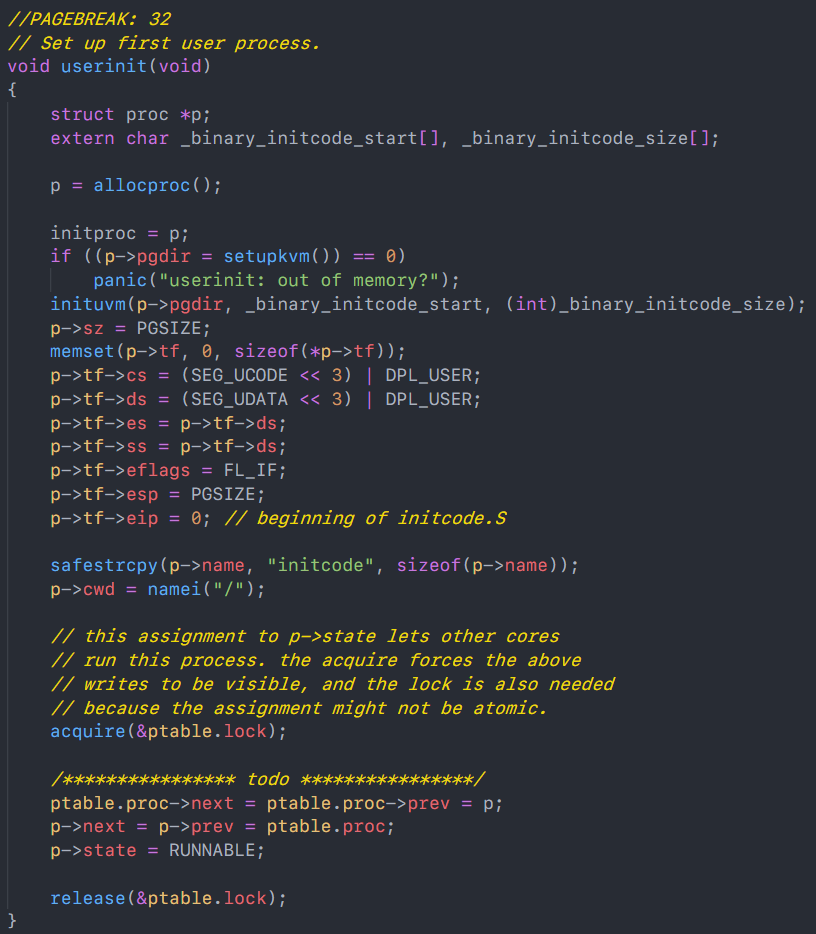 //PAGEBREAK: 32
// Set up first user process.
void userinit(void)
{
    struct proc *p;
    extern char _binary_initcode_start[], _binary_initcode_size[];

    p = allocproc();

    initproc = p;
    if ((p->pgdir = setupkvm()) == 0)
        panic("userinit: out of memory?");
    inituvm(p->pgdir, _binary_initcode_start, (int)_binary_initcode_size);
    p->sz = PGSIZE;
    memset(p->tf, 0, sizeof(*p->tf));
    p->tf->cs = (SEG_UCODE << 3) | DPL_USER;
    p->tf->ds = (SEG_UDATA << 3) | DPL_USER;
    p->tf->es = p->tf->ds;
    p->tf->ss = p->tf->ds;
    p->tf->eflags = FL_IF;
    p->tf->esp = PGSIZE;
    p->tf->eip = 0; // beginning of initcode.S

    safestrcpy(p->name, "initcode", sizeof(p->name));
    p->cwd = namei("/");

    // this assignment to p->state lets other cores
    // run this process. the acquire forces the above
    // writes to be visible, and the lock is also needed
    // because the assignment might not be atomic.
    acquire(&ptable.lock);

    /**************** todo ****************/
    ptable.proc->next = ptable.proc->prev = p;
    p->next = p->prev = ptable.proc;
    p->state = RUNNABLE;

    release(&ptable.lock);
}